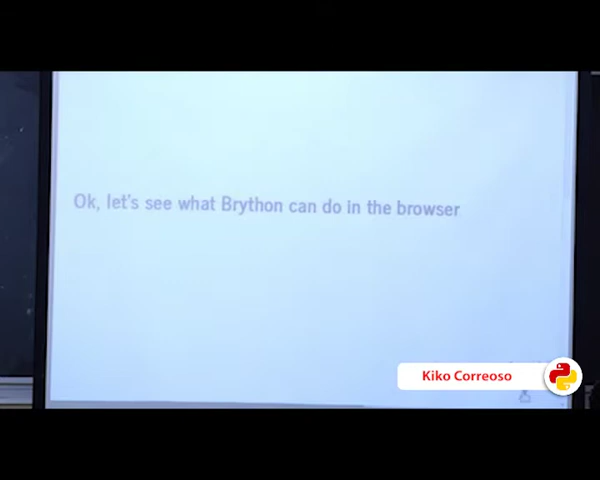 Ok, let's see what Brython can do in the browser
Kiko Correoso